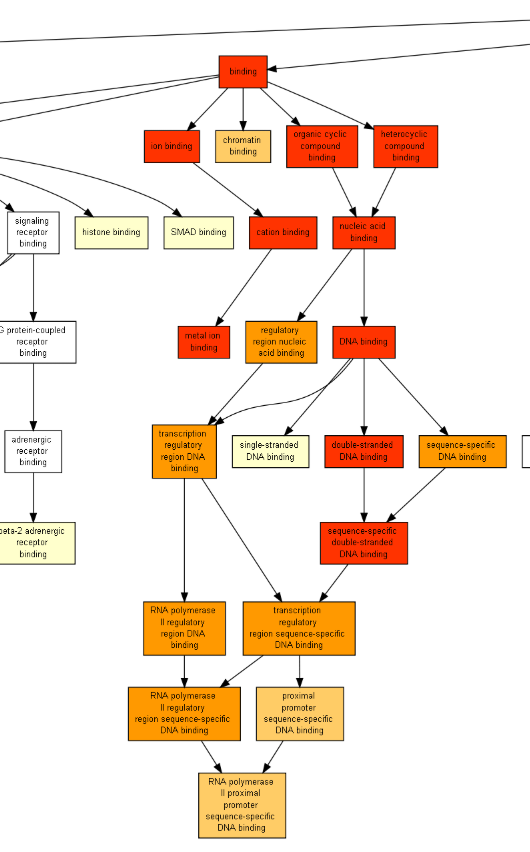 binding
ion binding
chromatin
binding
organic cyclic
compound
binding
heterocyclic
compound
binding
signaling
receptor
binding
histone binding
SMAD binding
cation binding
nucleic acid
binding
G protein-coupled
receptor
binding
metal ion
binding
regulatory
region nucleic
acid binding
DNA binding
adrenergic
receptor
binding
transcription
regulatory
region DNA
binding
single-stranded
DNA binding
double-stranded
DNA binding
sequence-specific
DNA binding
beta-2 adrenergic
receptor
binding
sequence-specific
double-stranded
DNA binding
RNA polymerase
II regulatory
region DNA
binding
transcription
regulatory
region sequence-specific
DNA binding
RNA polymerase
II regulatory
region sequence-specific
DNA binding
proximal
promoter
sequence-specific
DNA binding
RNA polymerase
II proximal
promoter
sequence-specific
DNA binding